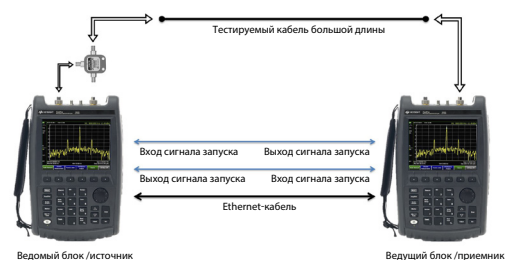 Тестируемый кабель большой длины
Вход сигнала запуска Выход сигнала запуска
Выход сигнала запуска Вход сигнала запуска
Ethernet-кабель
Ведомый блок /источник Ведущий блок /приемник